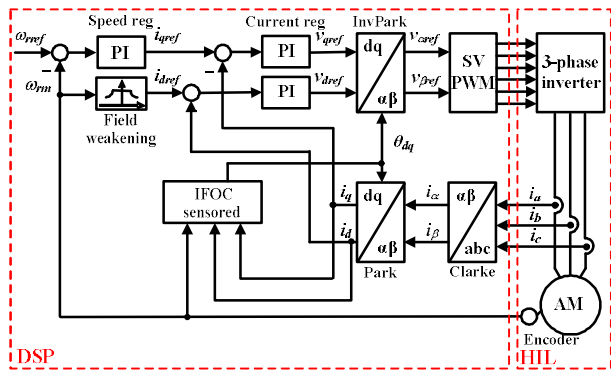 Speed reg
Current reg
InvPark
ωrref
PI
iqref
PI
vqref
dq
vαref
SV
PWM
3-phase
inverter
ωrm
idref
PI
vdref
αβ
vβref
Field
weakening
θdq
IFOC
sensored
iq
id
dq
αβ
Park
iα
iβ
αβ
abc
Clarke
ia
ib
ic
AM
Encoder
DSP
HIL